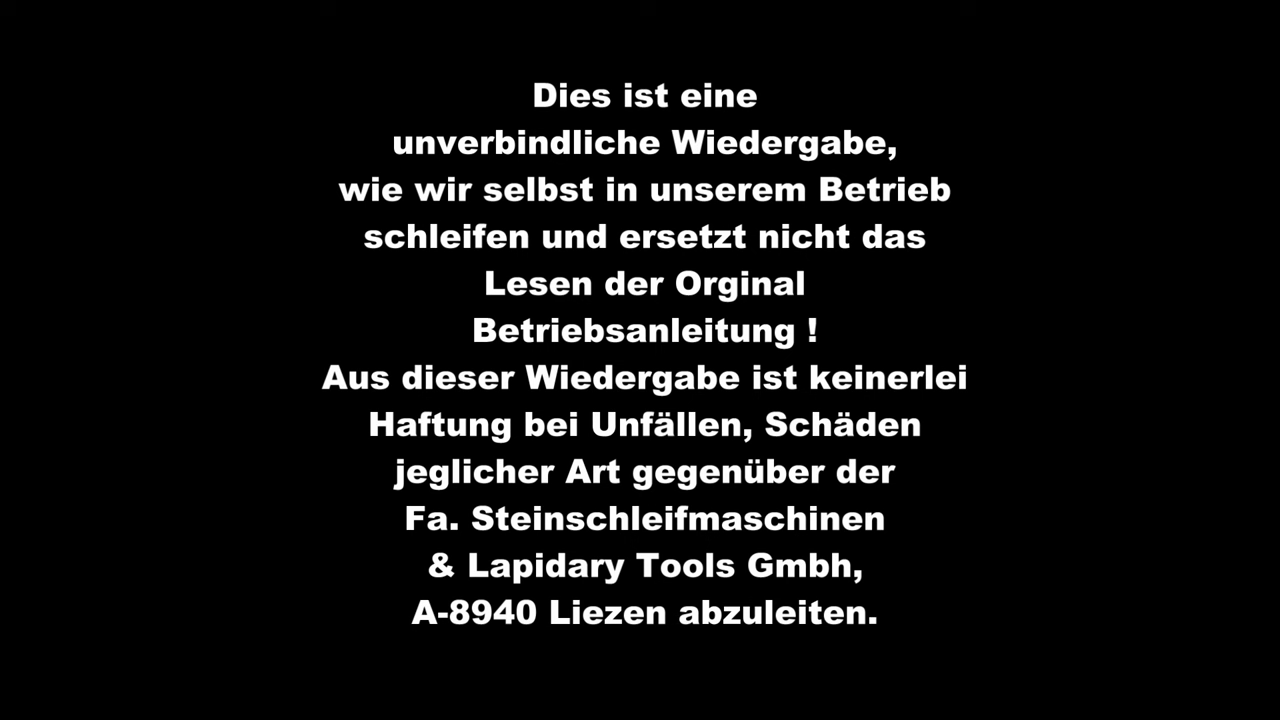 Dies ist eine
unverbindliche Wiedergabe,
wie wir selbst in unserem Betrieb
schleifen und ersetzt nicht das
Lesen der Orginal
Betriebsanleitung !
Aus dieser Wiedergabe ist keinerlei
Haftung bei Unfällen, Schäden
jeglicher Art gegenüber der
Fa. Steinschleifmaschinen
& Lapidary Tools Gmbh,
A-8940 Liezen abzuleiten.